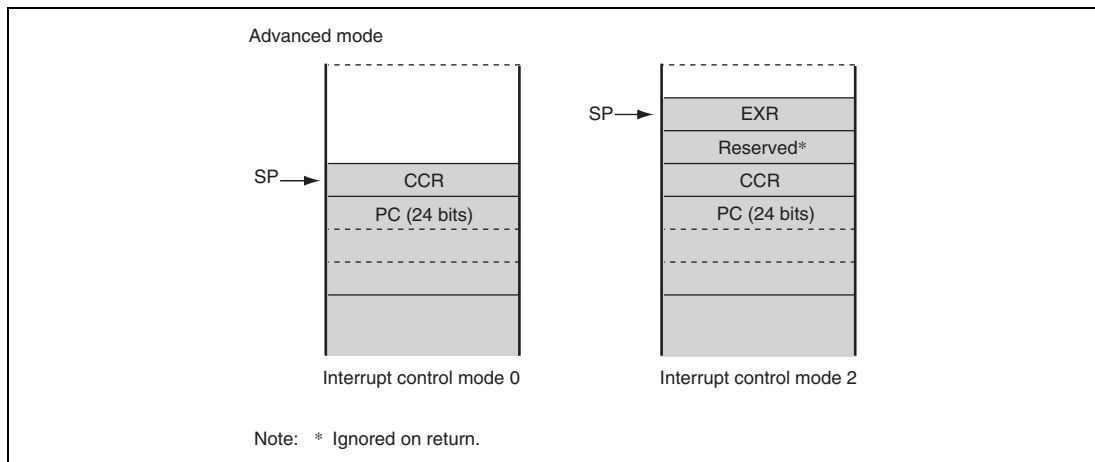 Advanced mode
SP
CCR
PC (24 bits)
Interrupt control mode 0
SP
EXR
Reserved*
CCR
PC (24 bits)
Interrupt control mode 2
Note: * Ignored on return.